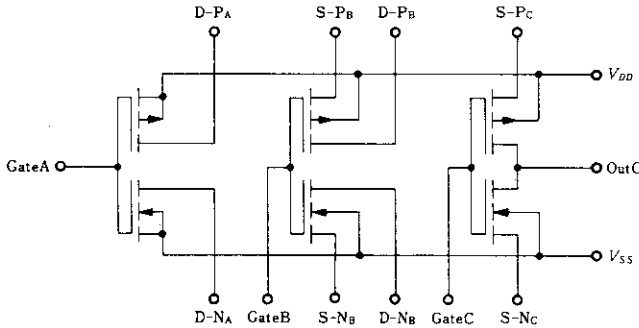 D-PA S-PB D-PB S-PC
VDD
GateA
OutC
VSS
D-NA GateB S-NB D-NB GateC S-NC